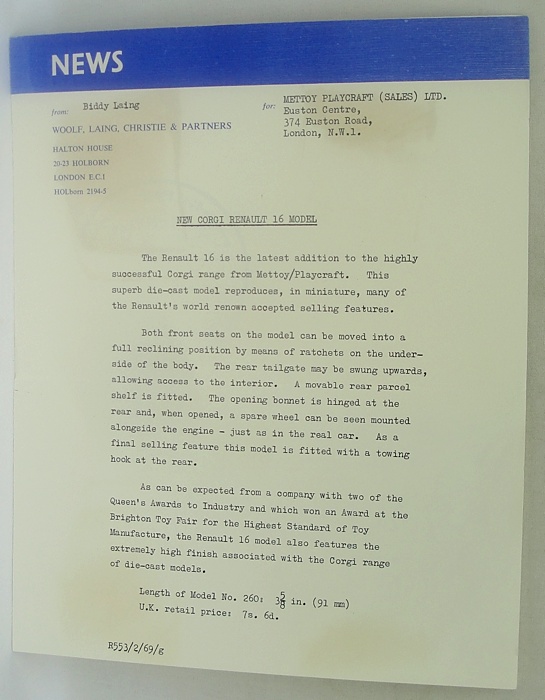 NEWS
from: Biddy Laing
WOOLF, LAING, CHRISTIE & PARTNERS
HALTON HOUSE
20-23 HOLBORN
LONDON E.C.1
HOLborn 2194-5
for: METTOY PLAYCRAFT (SALES) LTD.
Euston Centre,
374 Euston Road,
London, N.W.1.
NEW CORGI RENAULT 16 MODEL
The Renault 16 is the latest addition to the highly
successful Corgi range from Mettoy/Playcraft. This
superb die-cast model reproduces, in miniature, many of
the Renault's world renown accepted selling features.
Both front seats on the model can be moved into a
full reclining position by means of ratchets on the under-
side of the body. The rear tailgate may be swung upwards,
allowing access to the interior. A movable rear parcel
shelf is fitted. The opening bonnet is hinged at the
rear and, when opened, a spare wheel can be seen mounted
alongside the engine - just as in the real car. As a
final selling feature this model is fitted with a towing
hook at the rear.
As can be expected from a company with two of the
Queen's Awards to Industry and which won an Award at the
Brighton Toy Fair for the Highest Standard of Toy
Manufacture, the Renault 16 model also features the
extremely high finish associated with the Corgi range
of die-cast models.
Length of Model No. 260: 3⅝ in. (91 mm)
U.K. retail price: 7s. 6d.
R553/2/69/g